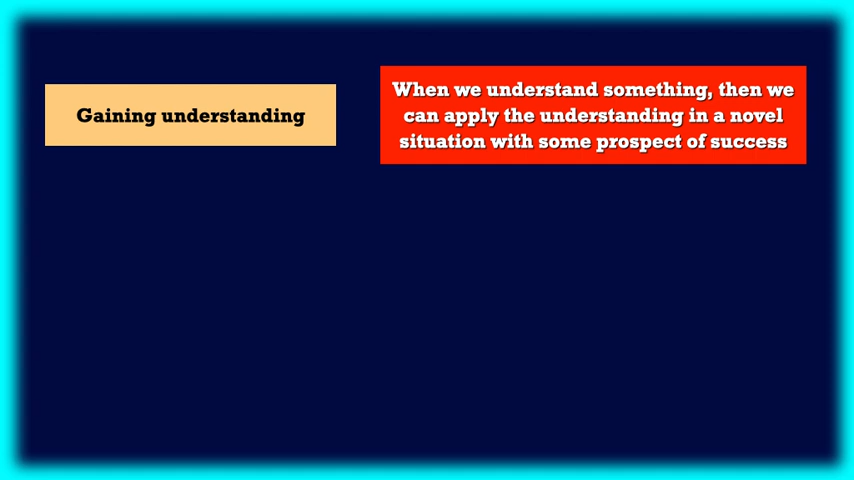 Gaining understanding
When we understand something, then we
can apply the understanding in a novel
situation with some prospect of success